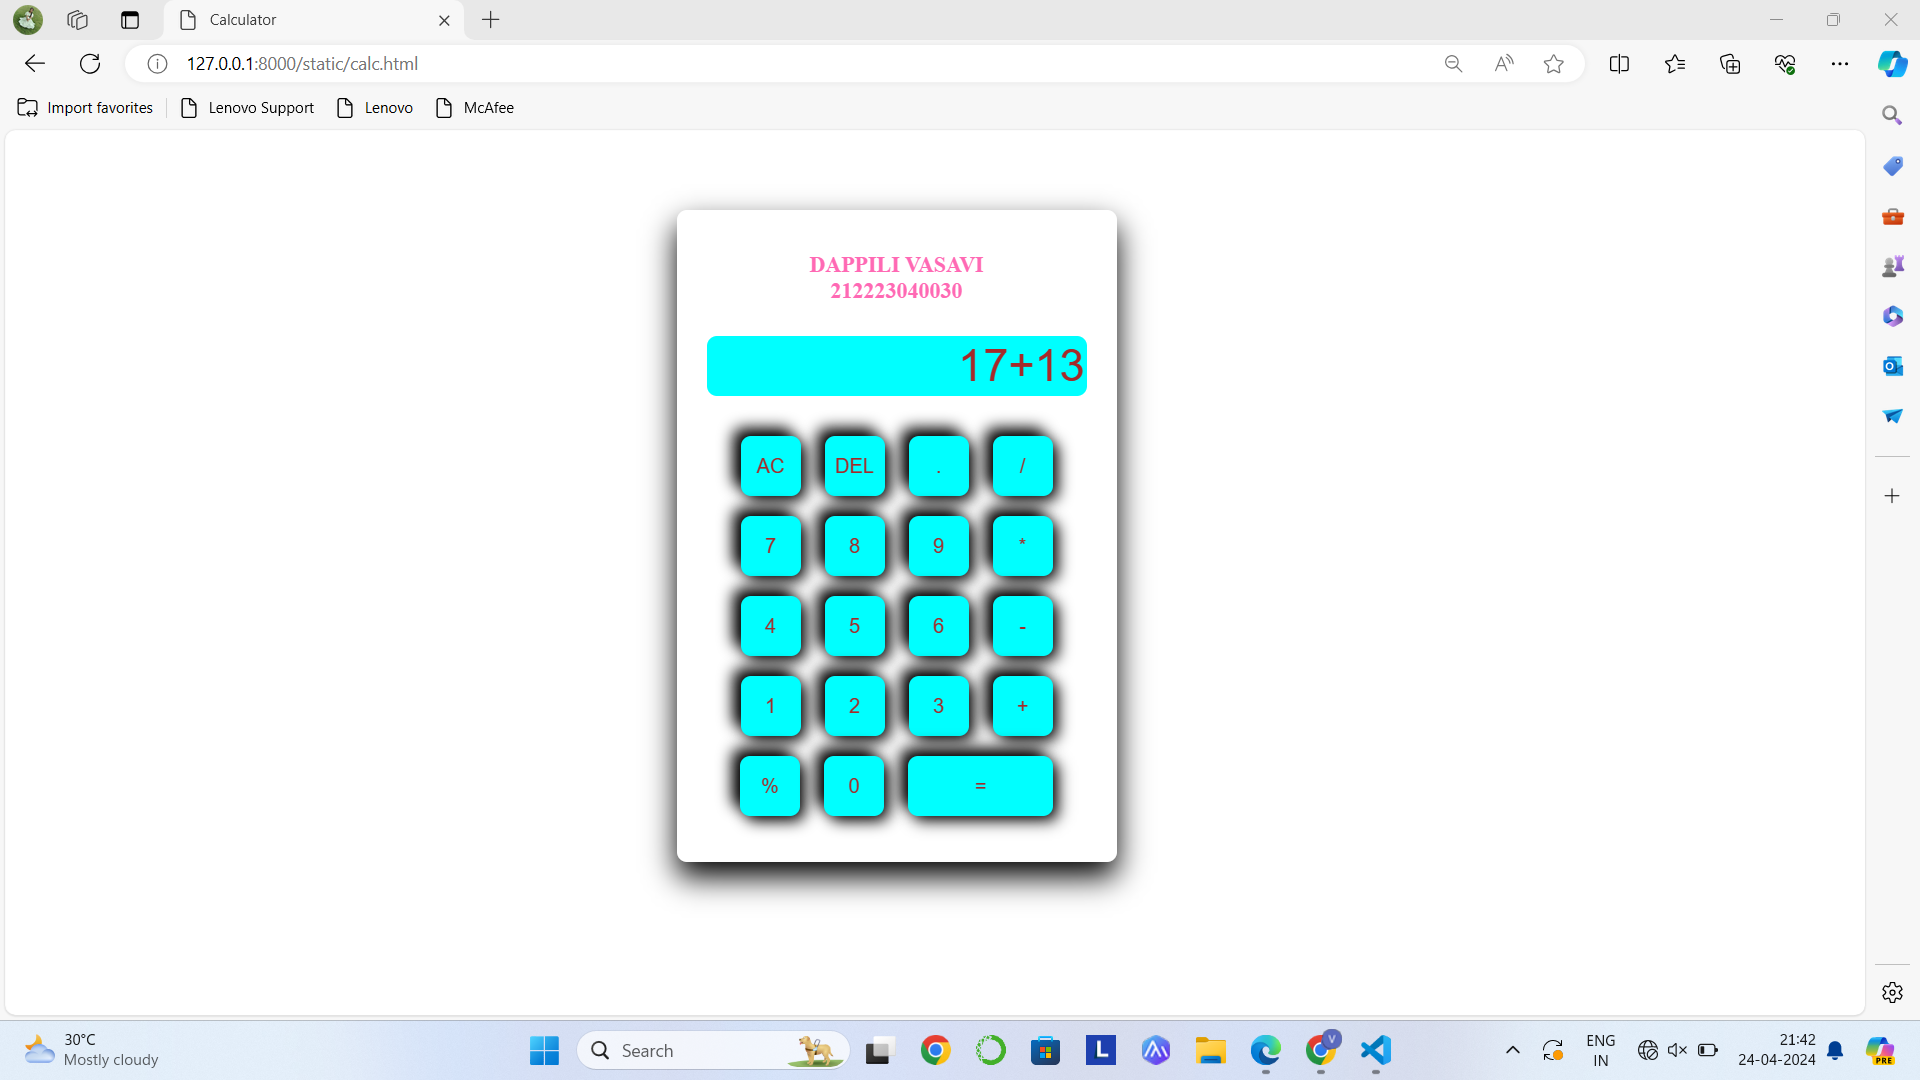 Calculator
127.0.0.1:8000/static/calc.html
Import favorites
Lenovo Support
Lenovo
McAfee
DAPPILI VASAVI
212223040030
17+13
AC DEL . /
7 8 9 *
4 5 6 -
1 2 3 +
% 0 =
30°C
Mostly cloudy
Search
L
V
ENG
IN
21:42
24-04-2024
PRE